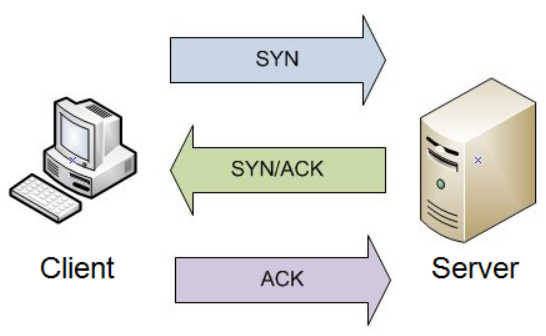 SYN
SYN/ACK
Client
Server
ACK